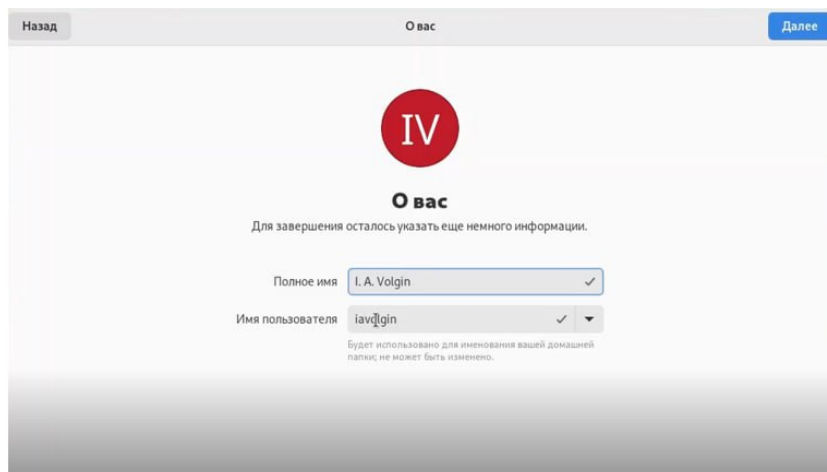 Назад О вас Далее
IV
О вас
Для завершения осталось указать еще немного информации.
Полное имя I. A. Volgin
Имя пользователя iavolgin
Будет использовано для именования вашей домашней
папки; не может быть изменено.